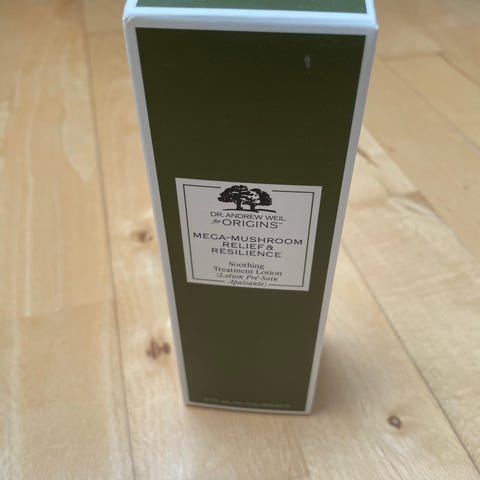 DR. ANDREW WEIL
for ORIGINS™
MEGA-MUSHROOM
RELIEF &
RESILIENCE
Soothing
Treatment Lotion
(Lotion Pré-Soin
Apaisante)